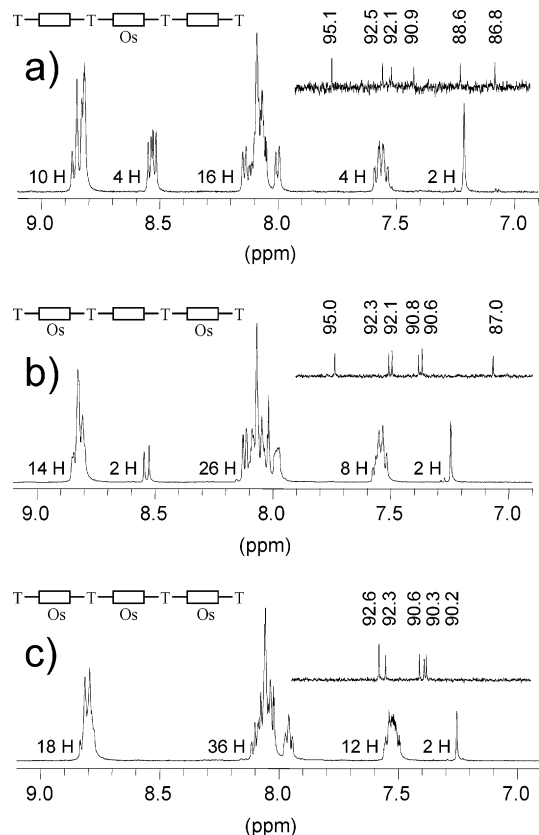 T T T T
Os
95.1 92.5 92.1 90.9 88.6 86.8
a)
10 H 4 H 16 H 4 H 2 H
9.0 8.5 8.0 7.5 7.0
(ppm)
T T T T
Os Os
95.0 92.3 92.1 90.8 90.6 87.0
b)
14 H 2 H 26 H 8 H 2 H
9.0 8.5 8.0 7.5 7.0
(ppm)
T T T T
Os Os Os
92.6 92.3 90.6 90.3 90.2
c)
18 H 36 H 12 H 2 H
9.0 8.5 8.0 7.5 7.0
(ppm)